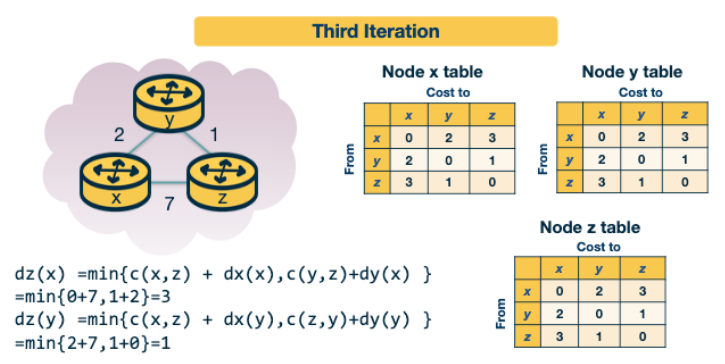 Third Iteration
y
2
1
x
z
7
Node x table
Cost to
From
x y z
x 0 2 3
y 2 0 1
z 3 1 0
Node y table
Cost to
From
x y z
x 0 2 3
y 2 0 1
z 3 1 0
Node z table
Cost to
From
x y z
x 0 2 3
y 2 0 1
z 3 1 0
dz(x) =min{c(x,z) + dx(x),c(y,z)+dy(x) }
=min{0+7,1+2}=3
dz(y) =min{c(x,z) + dx(y),c(z,y)+dy(y) }
=min{2+7,1+0}=1